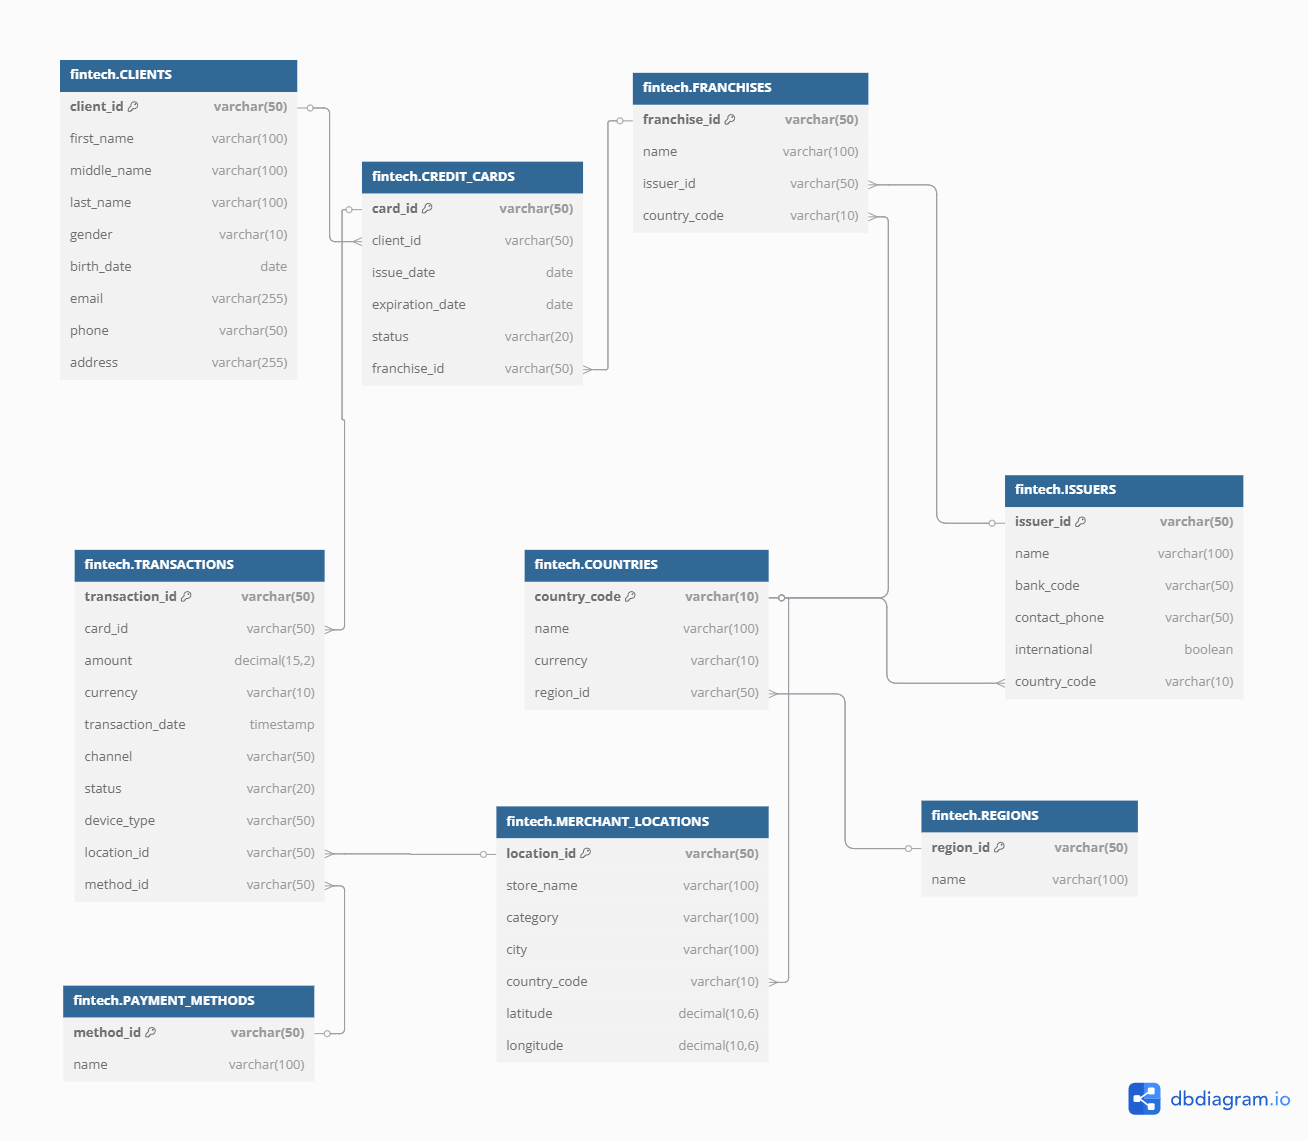 fintech.CLIENTS
client_id varchar(50)
first_name varchar(100)
middle_name varchar(100)
last_name varchar(100)
gender varchar(10)
birth_date date
email varchar(255)
phone varchar(50)
address varchar(255)
fintech.CREDIT_CARDS
card_id varchar(50)
client_id varchar(50)
issue_date date
expiration_date date
status varchar(20)
franchise_id varchar(50)
fintech.FRANCHISES
franchise_id varchar(50)
name varchar(100)
issuer_id varchar(50)
country_code varchar(10)
fintech.ISSUERS
issuer_id varchar(50)
name varchar(100)
bank_code varchar(50)
contact_phone varchar(50)
international boolean
country_code varchar(10)
fintech.TRANSACTIONS
transaction_id varchar(50)
card_id varchar(50)
amount decimal(15,2)
currency varchar(10)
transaction_date timestamp
channel varchar(50)
status varchar(20)
device_type varchar(50)
location_id varchar(50)
method_id varchar(50)
fintech.COUNTRIES
country_code varchar(10)
name varchar(100)
currency varchar(10)
region_id varchar(50)
fintech.MERCHANT_LOCATIONS
location_id varchar(50)
store_name varchar(100)
category varchar(100)
city varchar(100)
country_code varchar(10)
latitude decimal(10,6)
longitude decimal(10,6)
fintech.REGIONS
region_id varchar(50)
name varchar(100)
fintech.PAYMENT_METHODS
method_id varchar(50)
name varchar(100)
dbdiagram.io